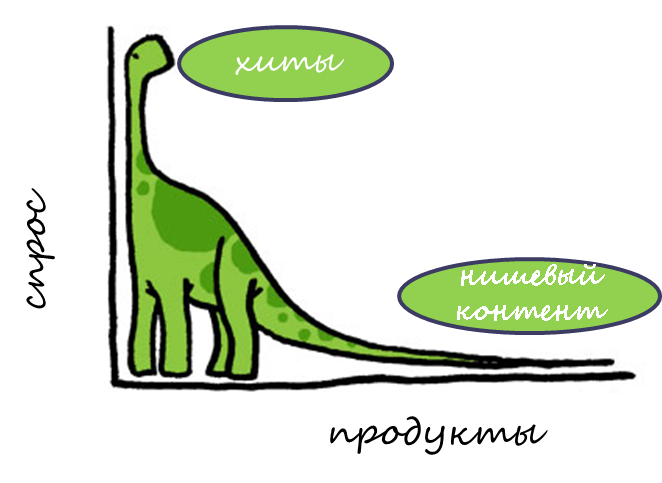 хиты
спрос
нишевый
контент
продукты